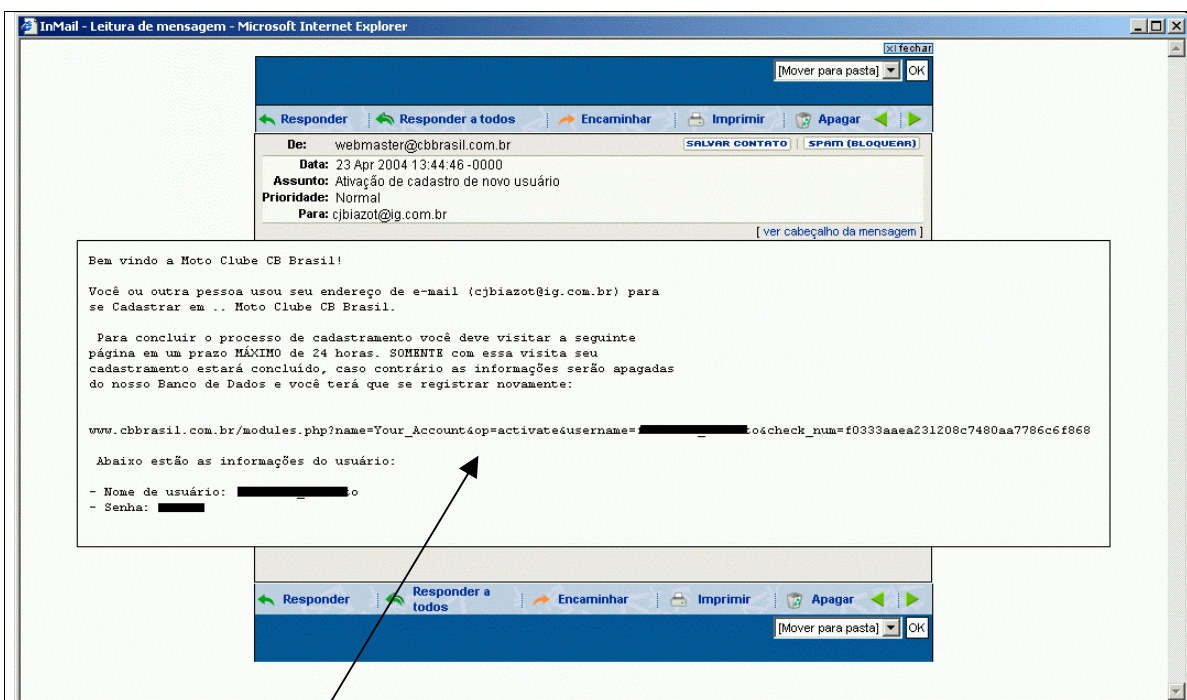 InMail - Leitura de mensagem - Microsoft Internet Explorer
x| fechar
[Mover para pasta] OK
Responder Responder a todos Encaminhar Imprimir Apagar
De: webmaster@cbbrasil.com.br SALVAR CONTATO | SPAM (BLOQUEAR)
Data: 23 Apr 2004 13:44:46 -0000
Assunto: Ativação de cadastro de novo usuário
Prioridade: Normal
Para: cjbiazot@ig.com.br
[ ver cabeçalho da mensagem ]
Bem vindo a Moto Clube CB Brasil!
Você ou outra pessoa usou seu endereço de e-mail (cjbiazot@ig.com.br) para
se Cadastrar em .. Moto Clube CB Brasil.
Para concluir o processo de cadastramento você deve visitar a seguinte
página em um prazo MÁXIMO de 24 horas. SOMENTE com essa visita seu
cadastramento estará concluído, caso contrário as informações serão apagadas
do nosso Banco de Dados e você terá que se registrar novamente:
www.cbbrasil.com.br/modules.php?name=Your_Account&op=activate&username= _ o&check_num=f0333aaea231208c7480aa7786c6f868
Abaixo estão as informações do usuário:
- Nome de usuário: _ o
- Senha:
Responder Responder a todos Encaminhar Imprimir Apagar
[Mover para pasta] OK